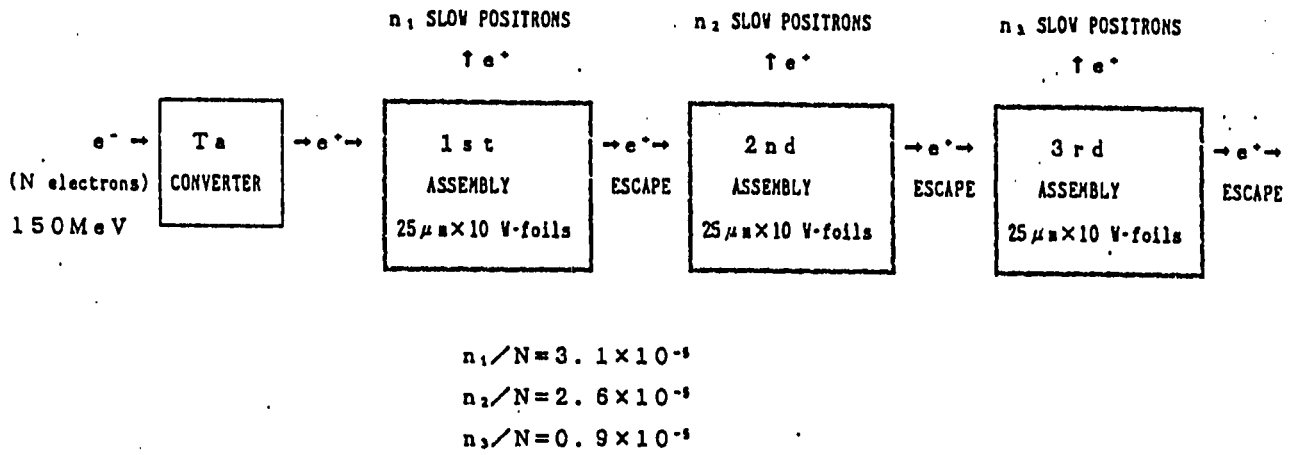 n₁ SLOW POSITRONS n₂ SLOW POSITRONS n₃ SLOW POSITRONS
↑ e⁺ ↑ e⁺ ↑ e⁺
e⁻ → Ta → e⁺ → 1st → e⁺ → 2nd → e⁺ → 3rd → e⁺ →
(N electrons) CONVERTER ASSEMBLY ESCAPE ASSEMBLY ESCAPE ASSEMBLY ESCAPE
150MeV 25μm×10 W-foils 25μm×10 W-foils 25μm×10 W-foils
n₁/N=3.1×10⁻⁵
n₂/N=2.6×10⁻⁵
n₃/N=0.9×10⁻⁵